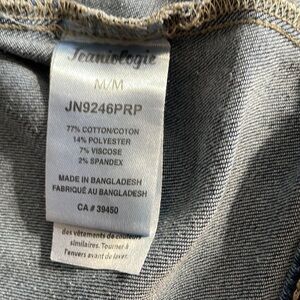 Jeaniologie
M/M
JN9246PRP
77% COTTON/COTON
14% POLYESTER
7% VISCOSE
2% SPANDEX
MADE IN BANGLADESH
FABRIQUÉ AU BANGLADESH
CA # 39450
des vêtements de couleurs
similaires. Tourner à
l'envers avant de laver.